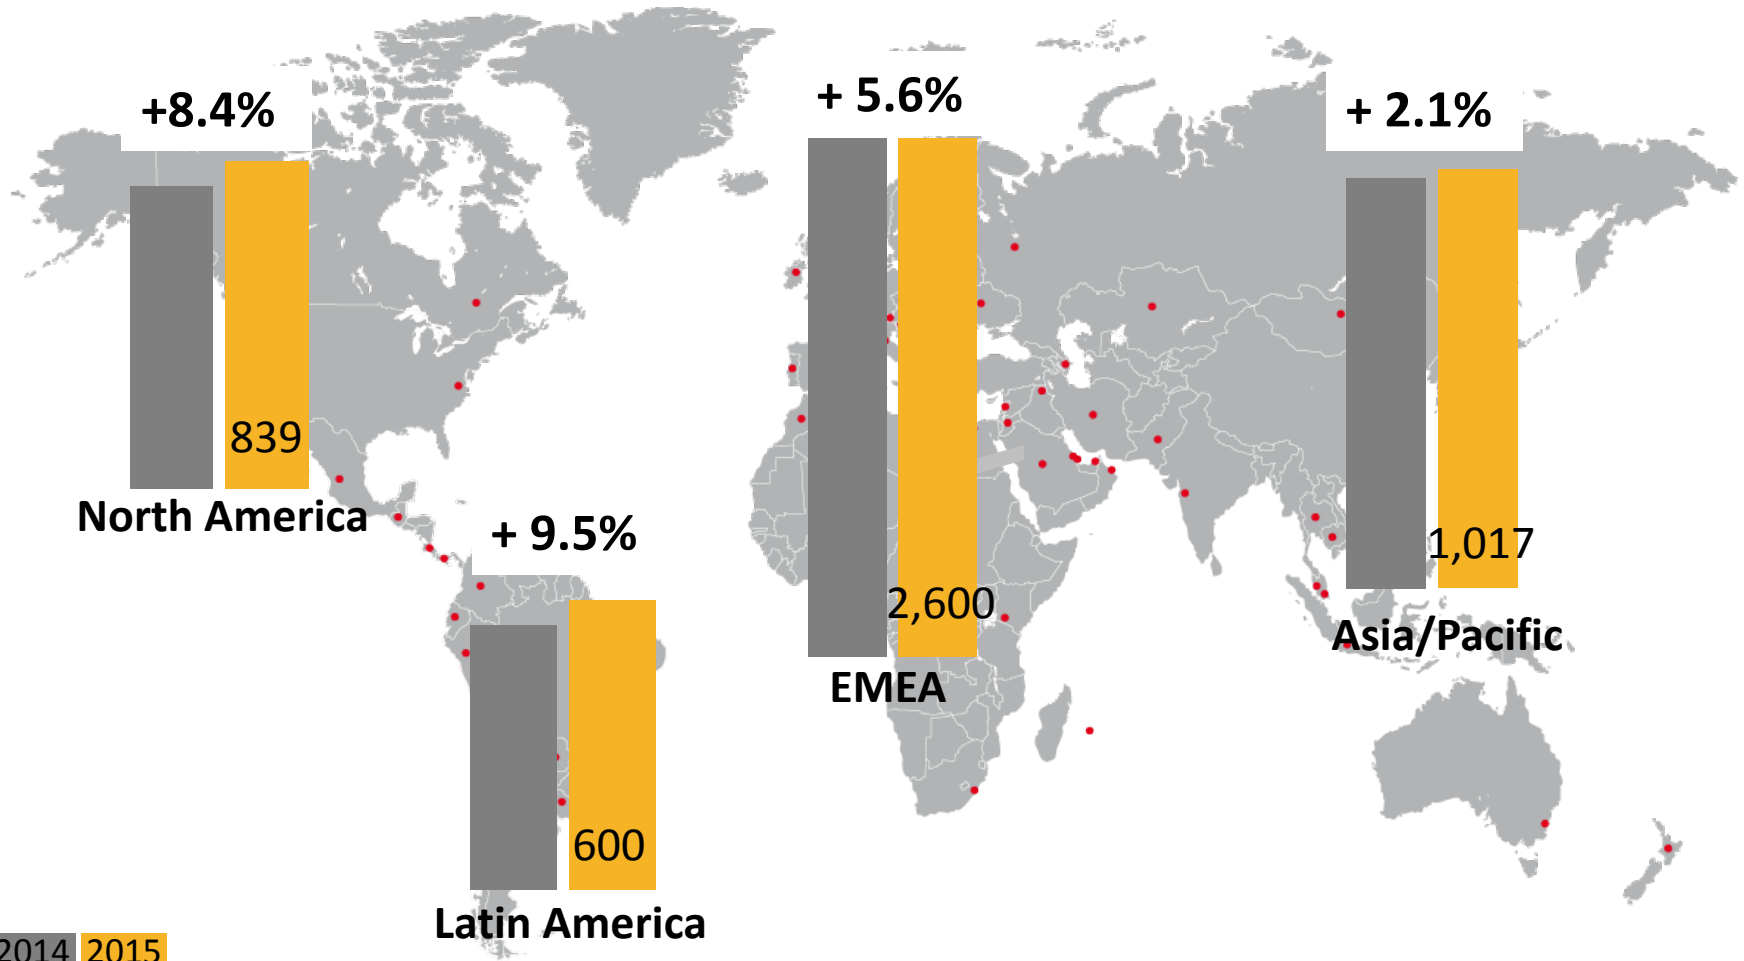 +8.4%
839
North America
+ 9.5%
600
Latin America
+ 5.6%
2,600
EMEA
+ 2.1%
1,017
Asia/Pacific
2014 2015